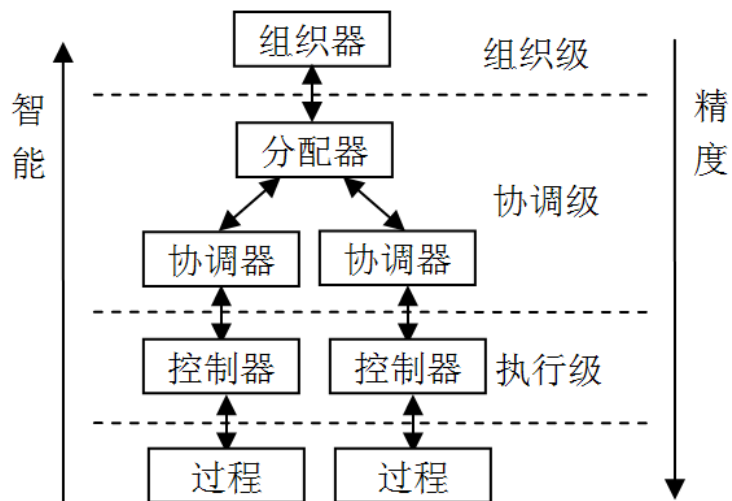 组织器
组织级
智能
精度
分配器
协调级
协调器
协调器
控制器
控制器
执行级
过程
过程